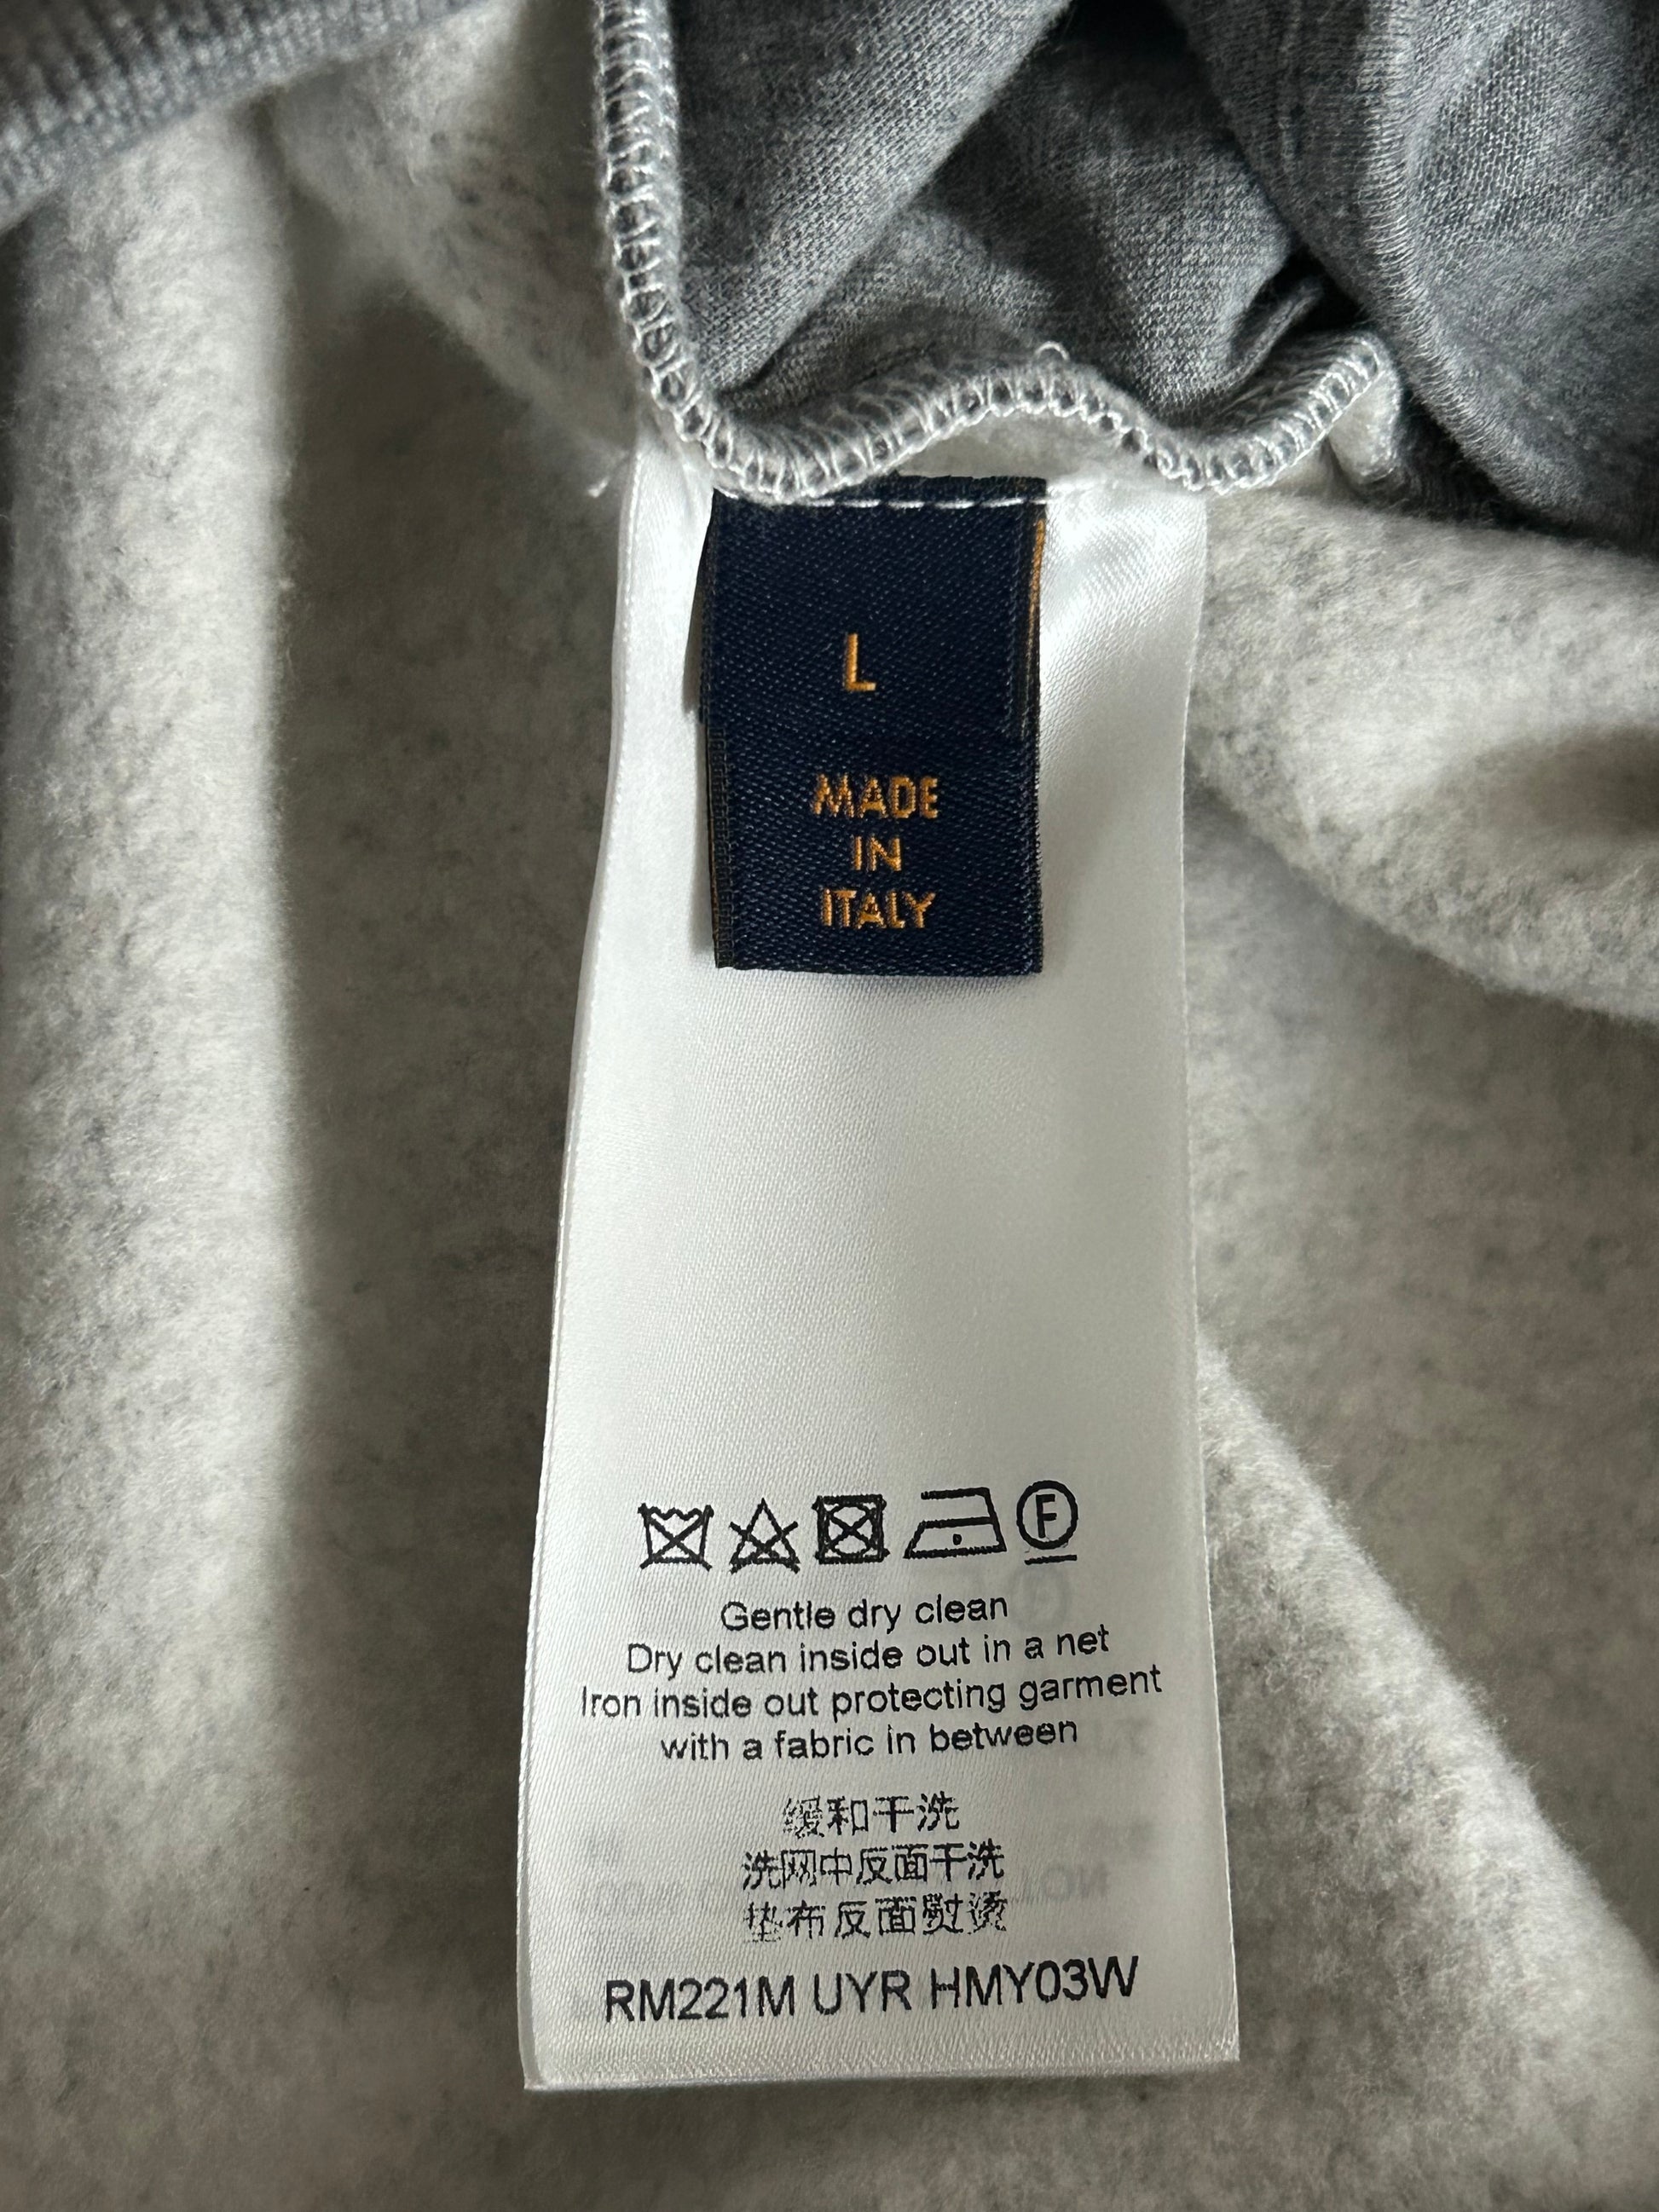 L
MADE
IN
ITALY
F
Gentle dry clean
Dry clean inside out in a net
Iron inside out protecting garment
with a fabric in between
缓和干洗
洗网中反面干洗
垫布反面熨烫
RM221M UYR HMY03W